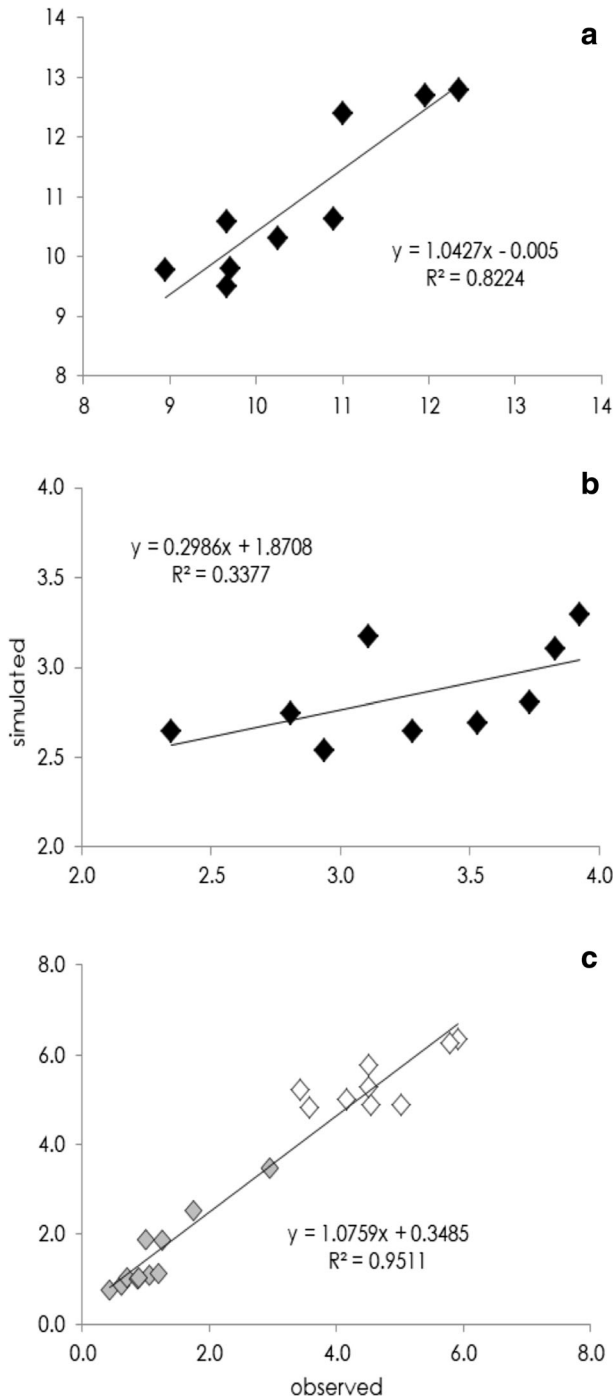 a
14
13
12
11
10
9
8
y = 1.0427x - 0.005
R² = 0.8224
8 9 10 11 12 13 14
b
4.0
3.5
3.0
2.5
2.0
y = 0.2986x + 1.8708
R² = 0.3377
simulated
2.0 2.5 3.0 3.5 4.0
c
8.0
6.0
4.0
2.0
0.0
y = 1.0759x + 0.3485
R² = 0.9511
0.0 2.0 4.0 6.0 8.0
observed